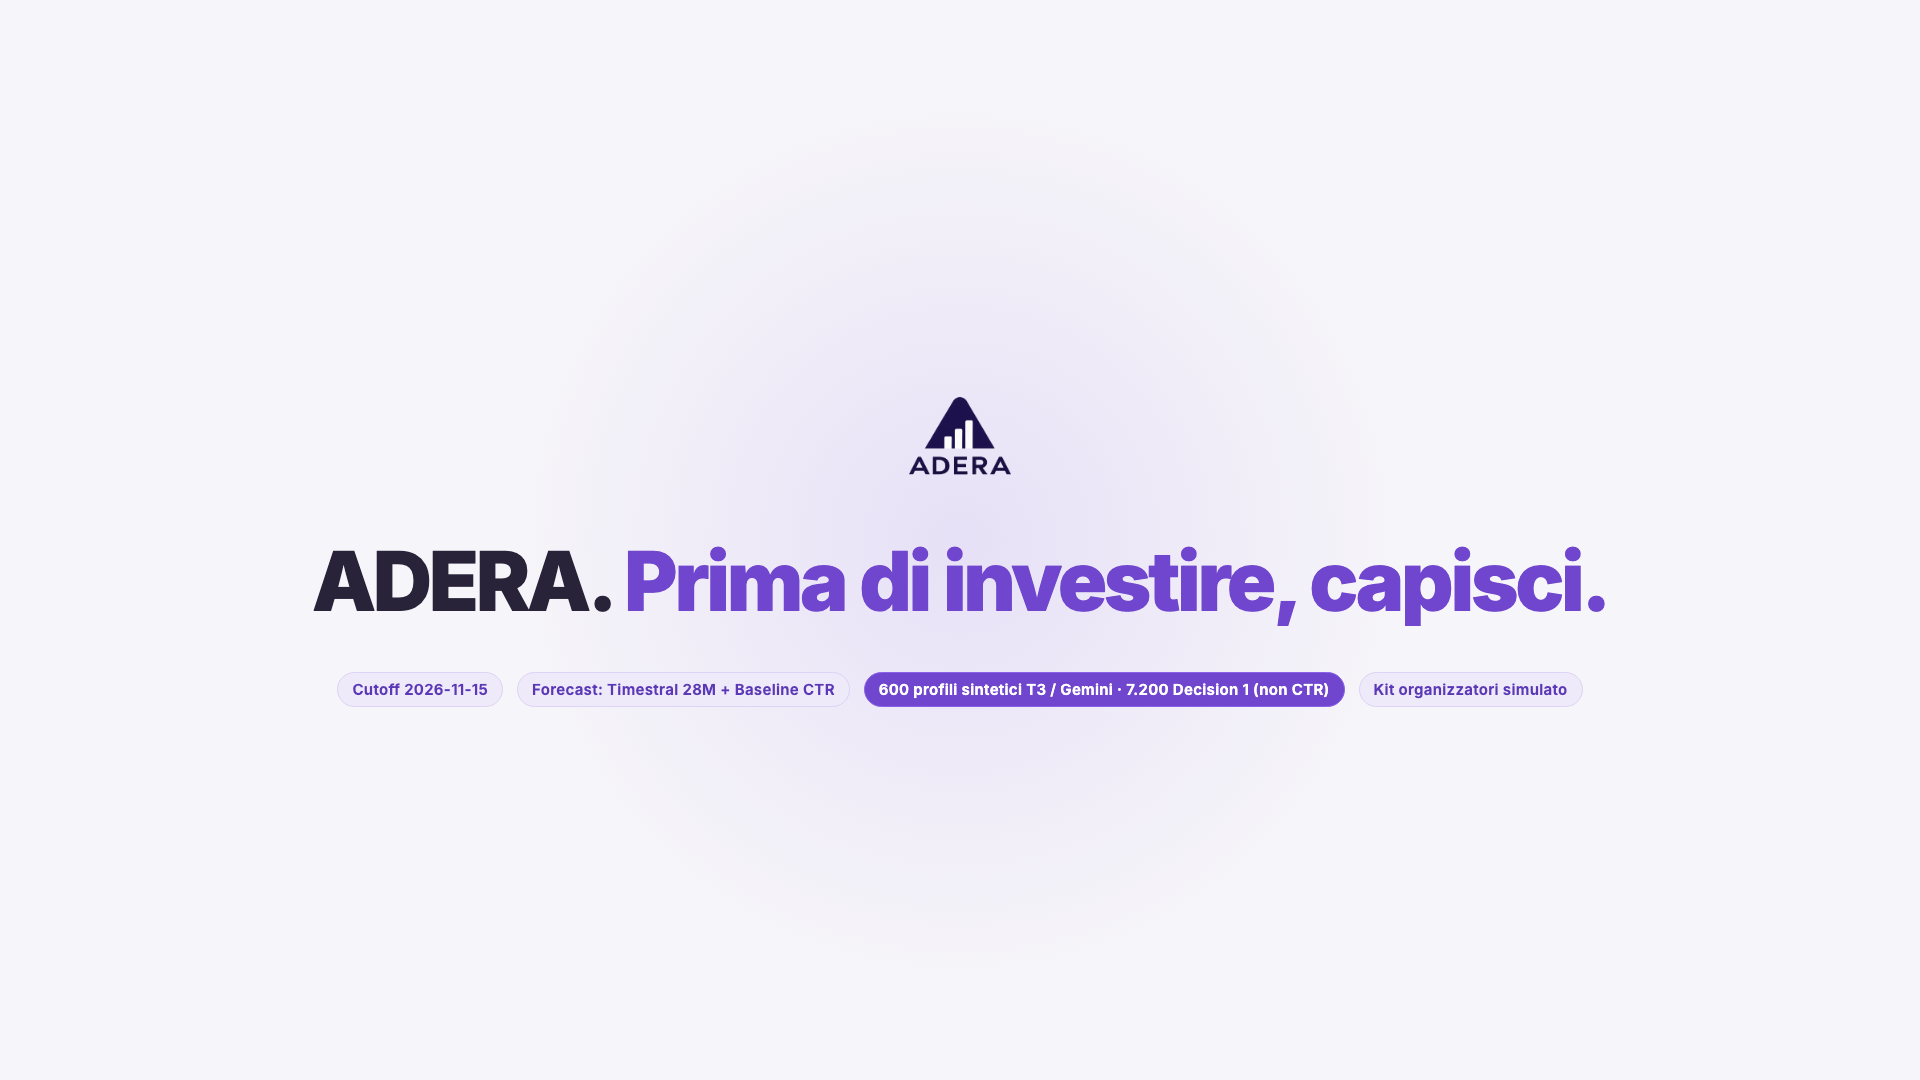 ADERA
ADERA. Prima di investire, capisci.
Cutoff 2026-11-15
Forecast: Timestral 28M + Baseline CTR
600 profili sintetici T3 / Gemini · 7.200 Decision 1 (non CTR)
Kit organizzatori simulato